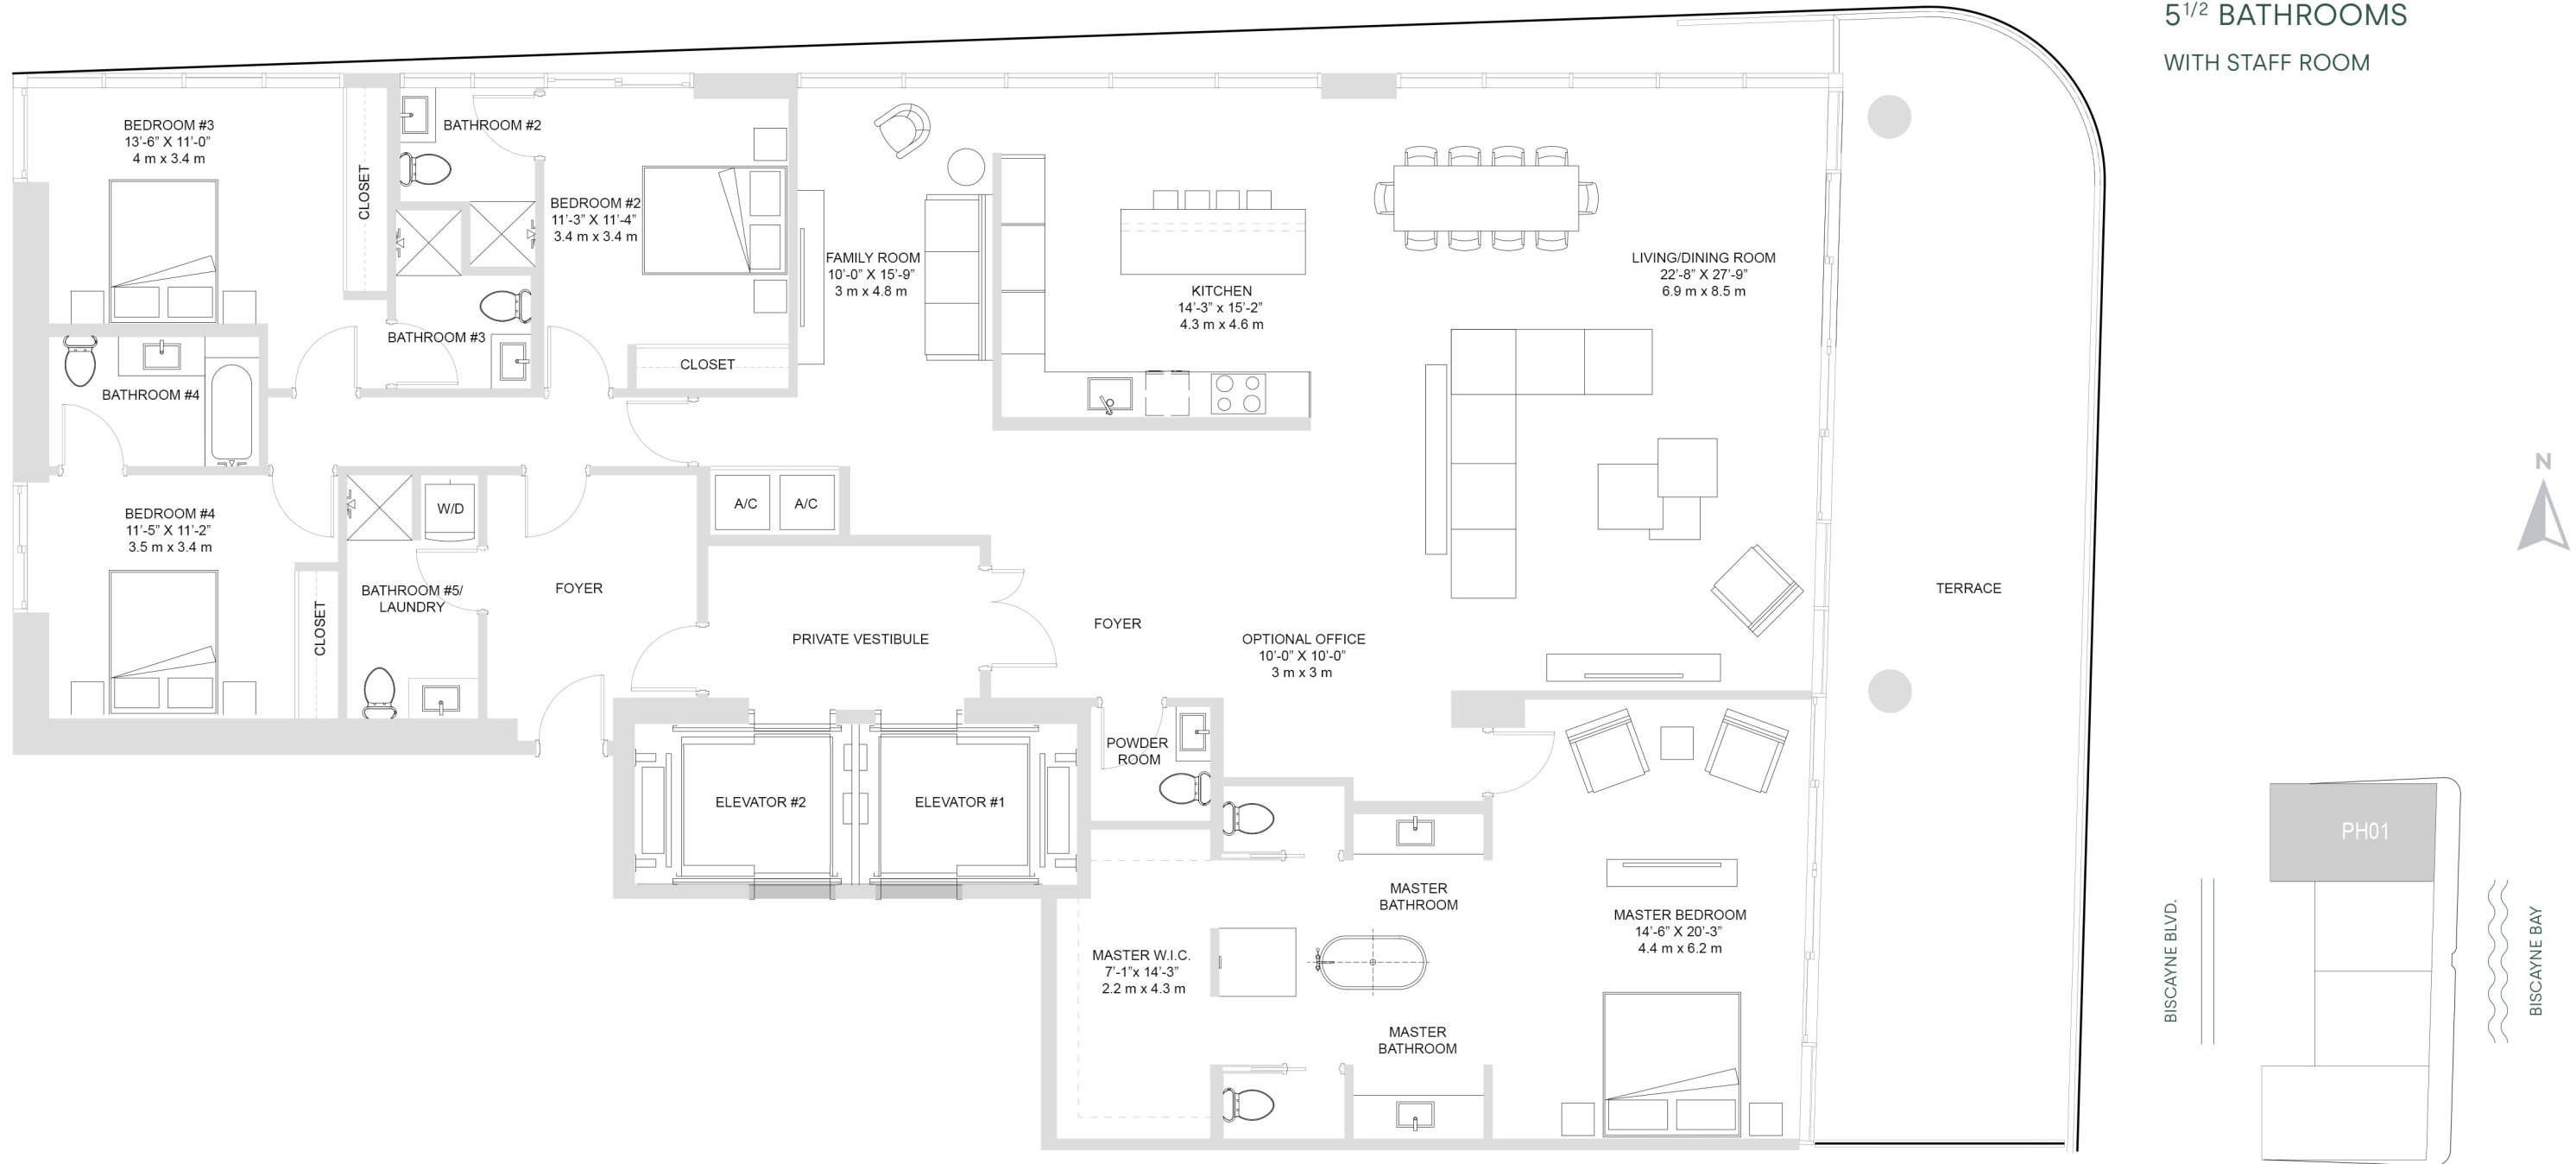 5 1/2 BATHROOMS
WITH STAFF ROOM
BEDROOM #3
13'-6" X 11'-0"
4 m x 3.4 m
CLOSET
BATHROOM #2
BEDROOM #2
11'-3" X 11'-4"
3.4 m x 3.4 m
FAMILY ROOM
10'-0" X 15'-9"
3 m x 4.8 m
KITCHEN
14'-3" x 15'-2"
4.3 m x 4.6 m
LIVING/DINING ROOM
22'-8" X 27'-9"
6.9 m x 8.5 m
BATHROOM #3
CLOSET
BATHROOM #4
BEDROOM #4
11'-5" X 11'-2"
3.5 m x 3.4 m
W/D
A/C
A/C
CLOSET
BATHROOM #5/
LAUNDRY
FOYER
PRIVATE VESTIBULE
FOYER
OPTIONAL OFFICE
10'-0" X 10'-0"
3 m x 3 m
TERRACE
N
POWDER
ROOM
ELEVATOR #2
ELEVATOR #1
MASTER
BATHROOM
MASTER BEDROOM
14'-6" X 20'-3"
4.4 m x 6.2 m
MASTER W.I.C.
7'-1"x 14'-3"
2.2 m x 4.3 m
MASTER
BATHROOM
PH01
BISCAYNE BLVD.
BISCAYNE BAY